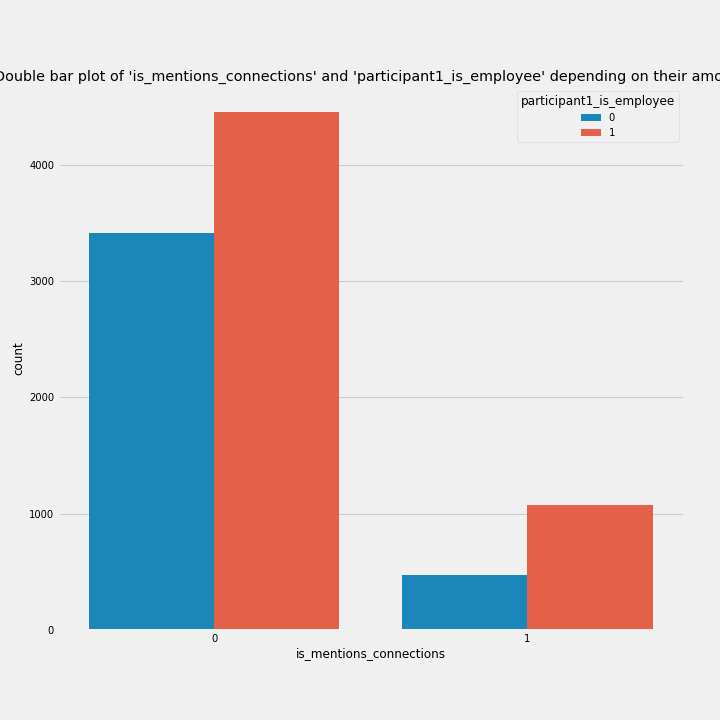 Double bar plot of 'is_mentions_connections' and 'participant1_is_employee' depending on their
participant1_is_employee
0
1
4000
3000
2000
1000
0
count
0 1
is_mentions_connections